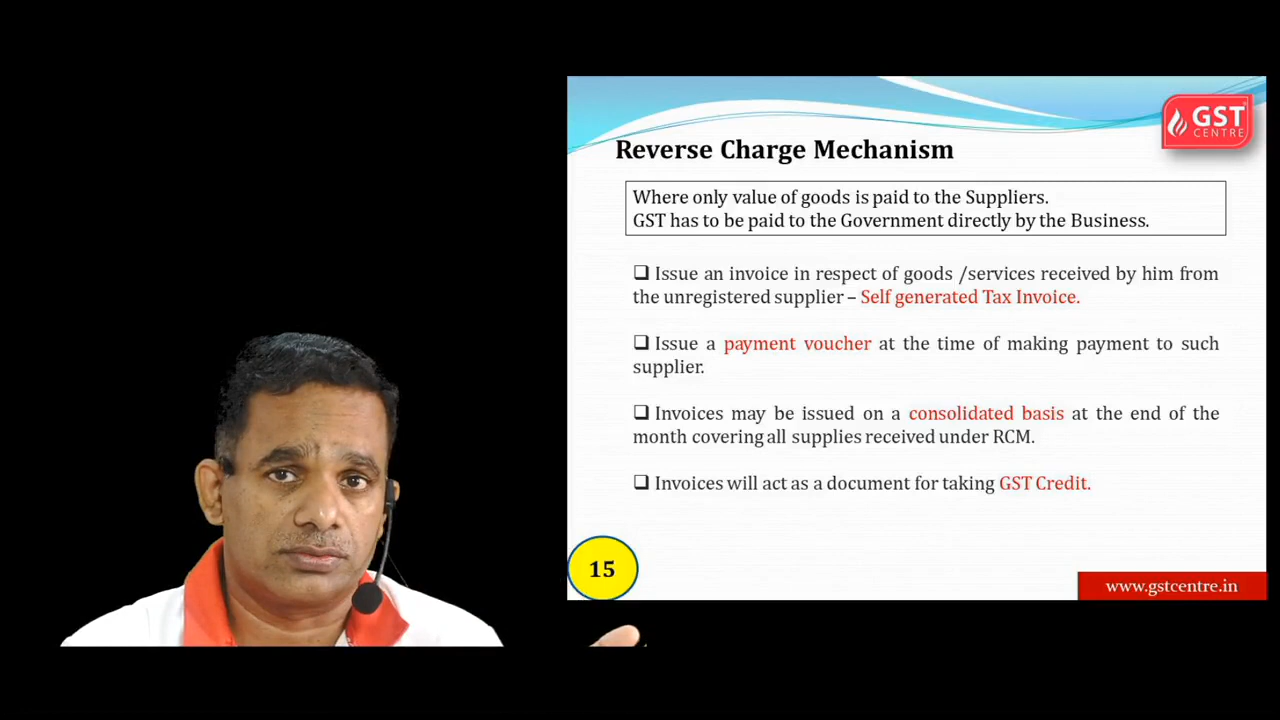 GST
CENTRE
Reverse Charge Mechanism
Where only value of goods is paid to the Suppliers.
GST has to be paid to the Government directly by the Business.
❑ Issue an invoice in respect of goods /services received by him from
the unregistered supplier – Self generated Tax Invoice.
❑ Issue a payment voucher at the time of making payment to such
supplier.
❑ Invoices may be issued on a consolidated basis at the end of the
month covering all supplies received under RCM.
❑ Invoices will act as a document for taking GST Credit.
15
www.gstcentre.in